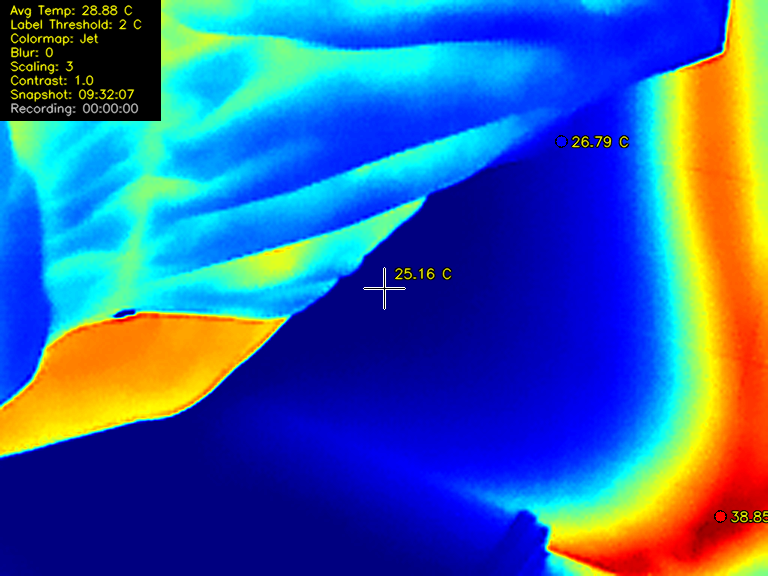 Avg Temp: 28.88 C
Label Threshold: 2 C
Colormap: Jet
Blur: 0
Scaling: 3
Contrast: 1.0
Snapshot: 09:32:07
Recording: 00:00:00
26.79 C
25.16 C
38.85